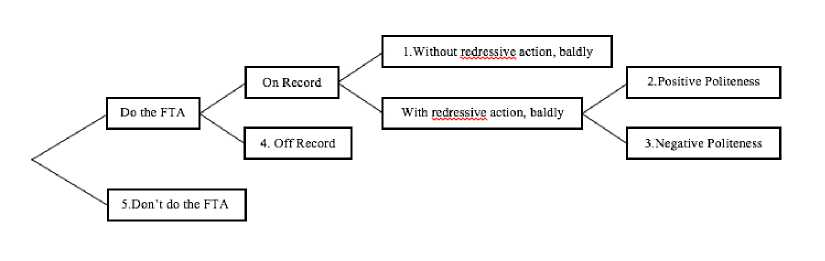 1.Without redressive action, baldly
On Record
2.Positive Politeness
Do the FTA
With redressive action, baldly
4. Off Record
3.Negative Politeness
5.Don't do the FTA